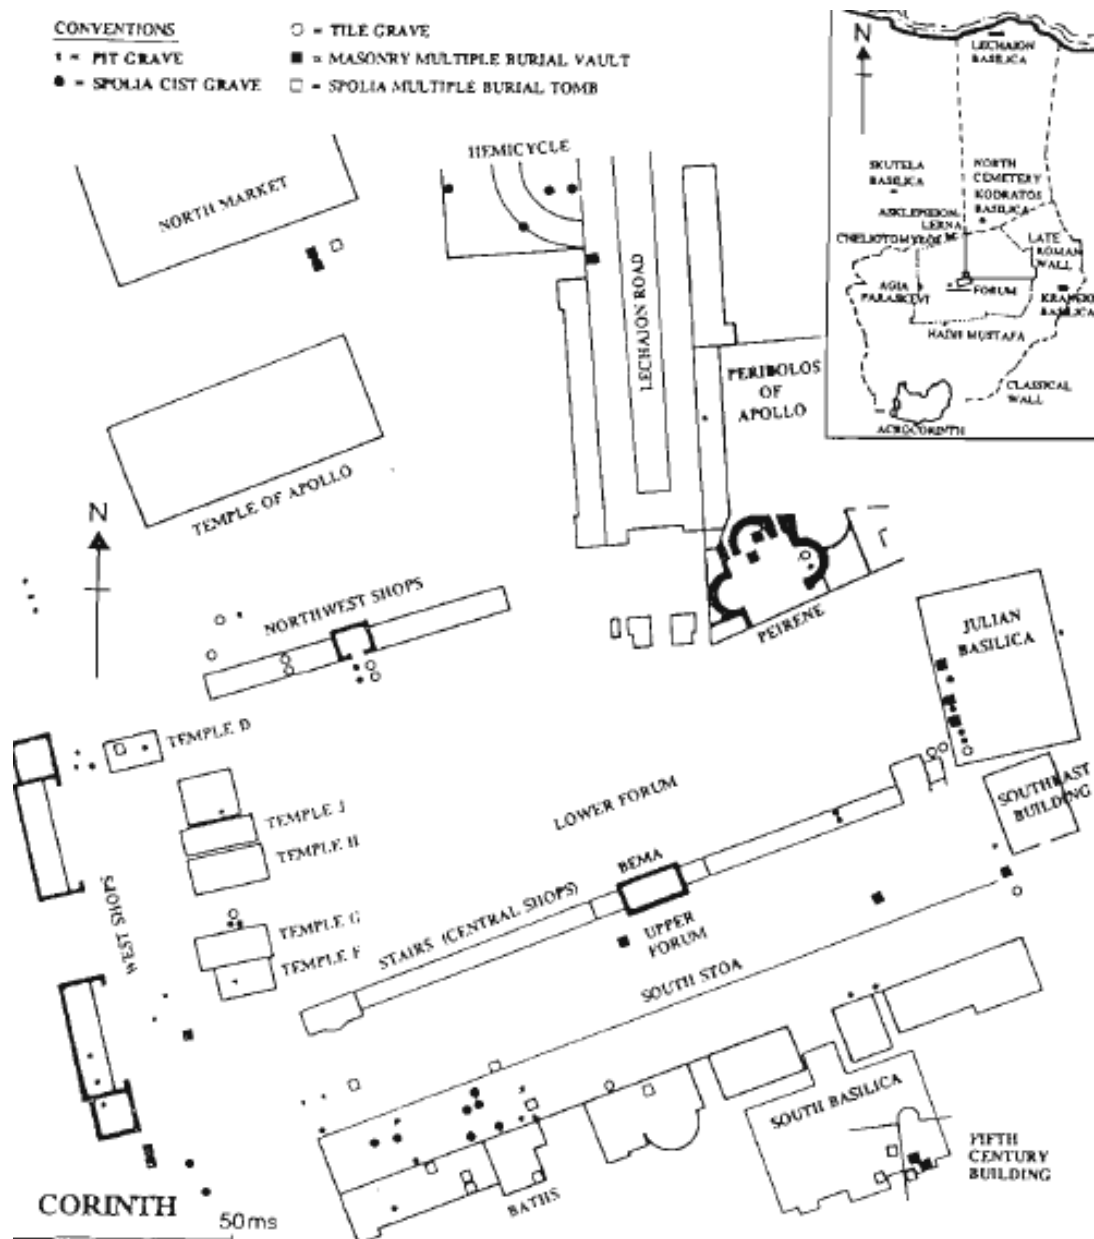 CONVENTIONS
= PIT GRAVE
= SPOLIA CIST GRAVE
= TILE GRAVE
= MASONRY MULTIPLE BURIAL VAULT
= SPOLIA MULTIPLE BURIAL TOMB
N
LECHAION
BASILICA
SKUTELA
BASILICA
NORTH
CEMETERY
KODRATOS
BASILICA
ASKLEPIEION
LERNA
CHELIOTOMYLOS
LATE
ROMAN
WALL
AGIA
PARASKEVI
FORUM
KRANEION
BASILICA
HADJI MUSTAFA
CLASSICAL
WALL
ACROCORINTH
HEMICYCLE
NORTH MARKET
LECHAION ROAD
PERIBOLOS
OF
APOLLO
TEMPLE OF APOLLO
N
NORTHWEST SHOPS
PEIRENE
JULIAN
BASILICA
TEMPLE D
TEMPLE J
TEMPLE H
LOWER FORUM
SOUTHEAST
BUILDING
BEMA
WEST SHOPS
TEMPLE G
TEMPLE F
STAIRS (CENTRAL SHOPS)
UPPER
FORUM
SOUTH STOA
SOUTH BASILICA
FIFTH
CENTURY
BUILDING
BATHS
CORINTH
50ms